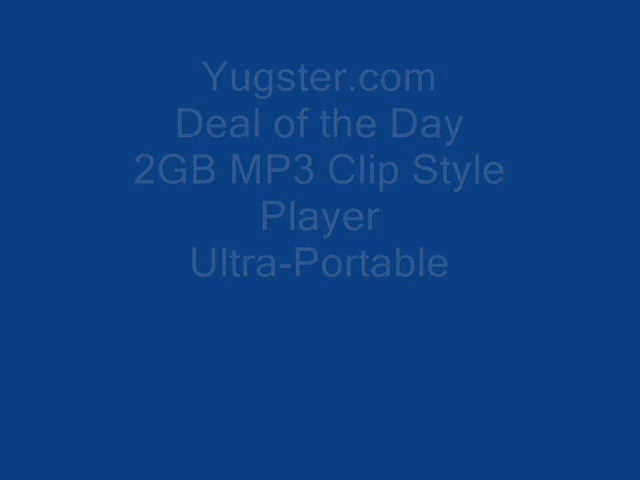 Yugster.com
Deal of the Day
2GB MP3 Clip Style
Player
Ultra-Portable